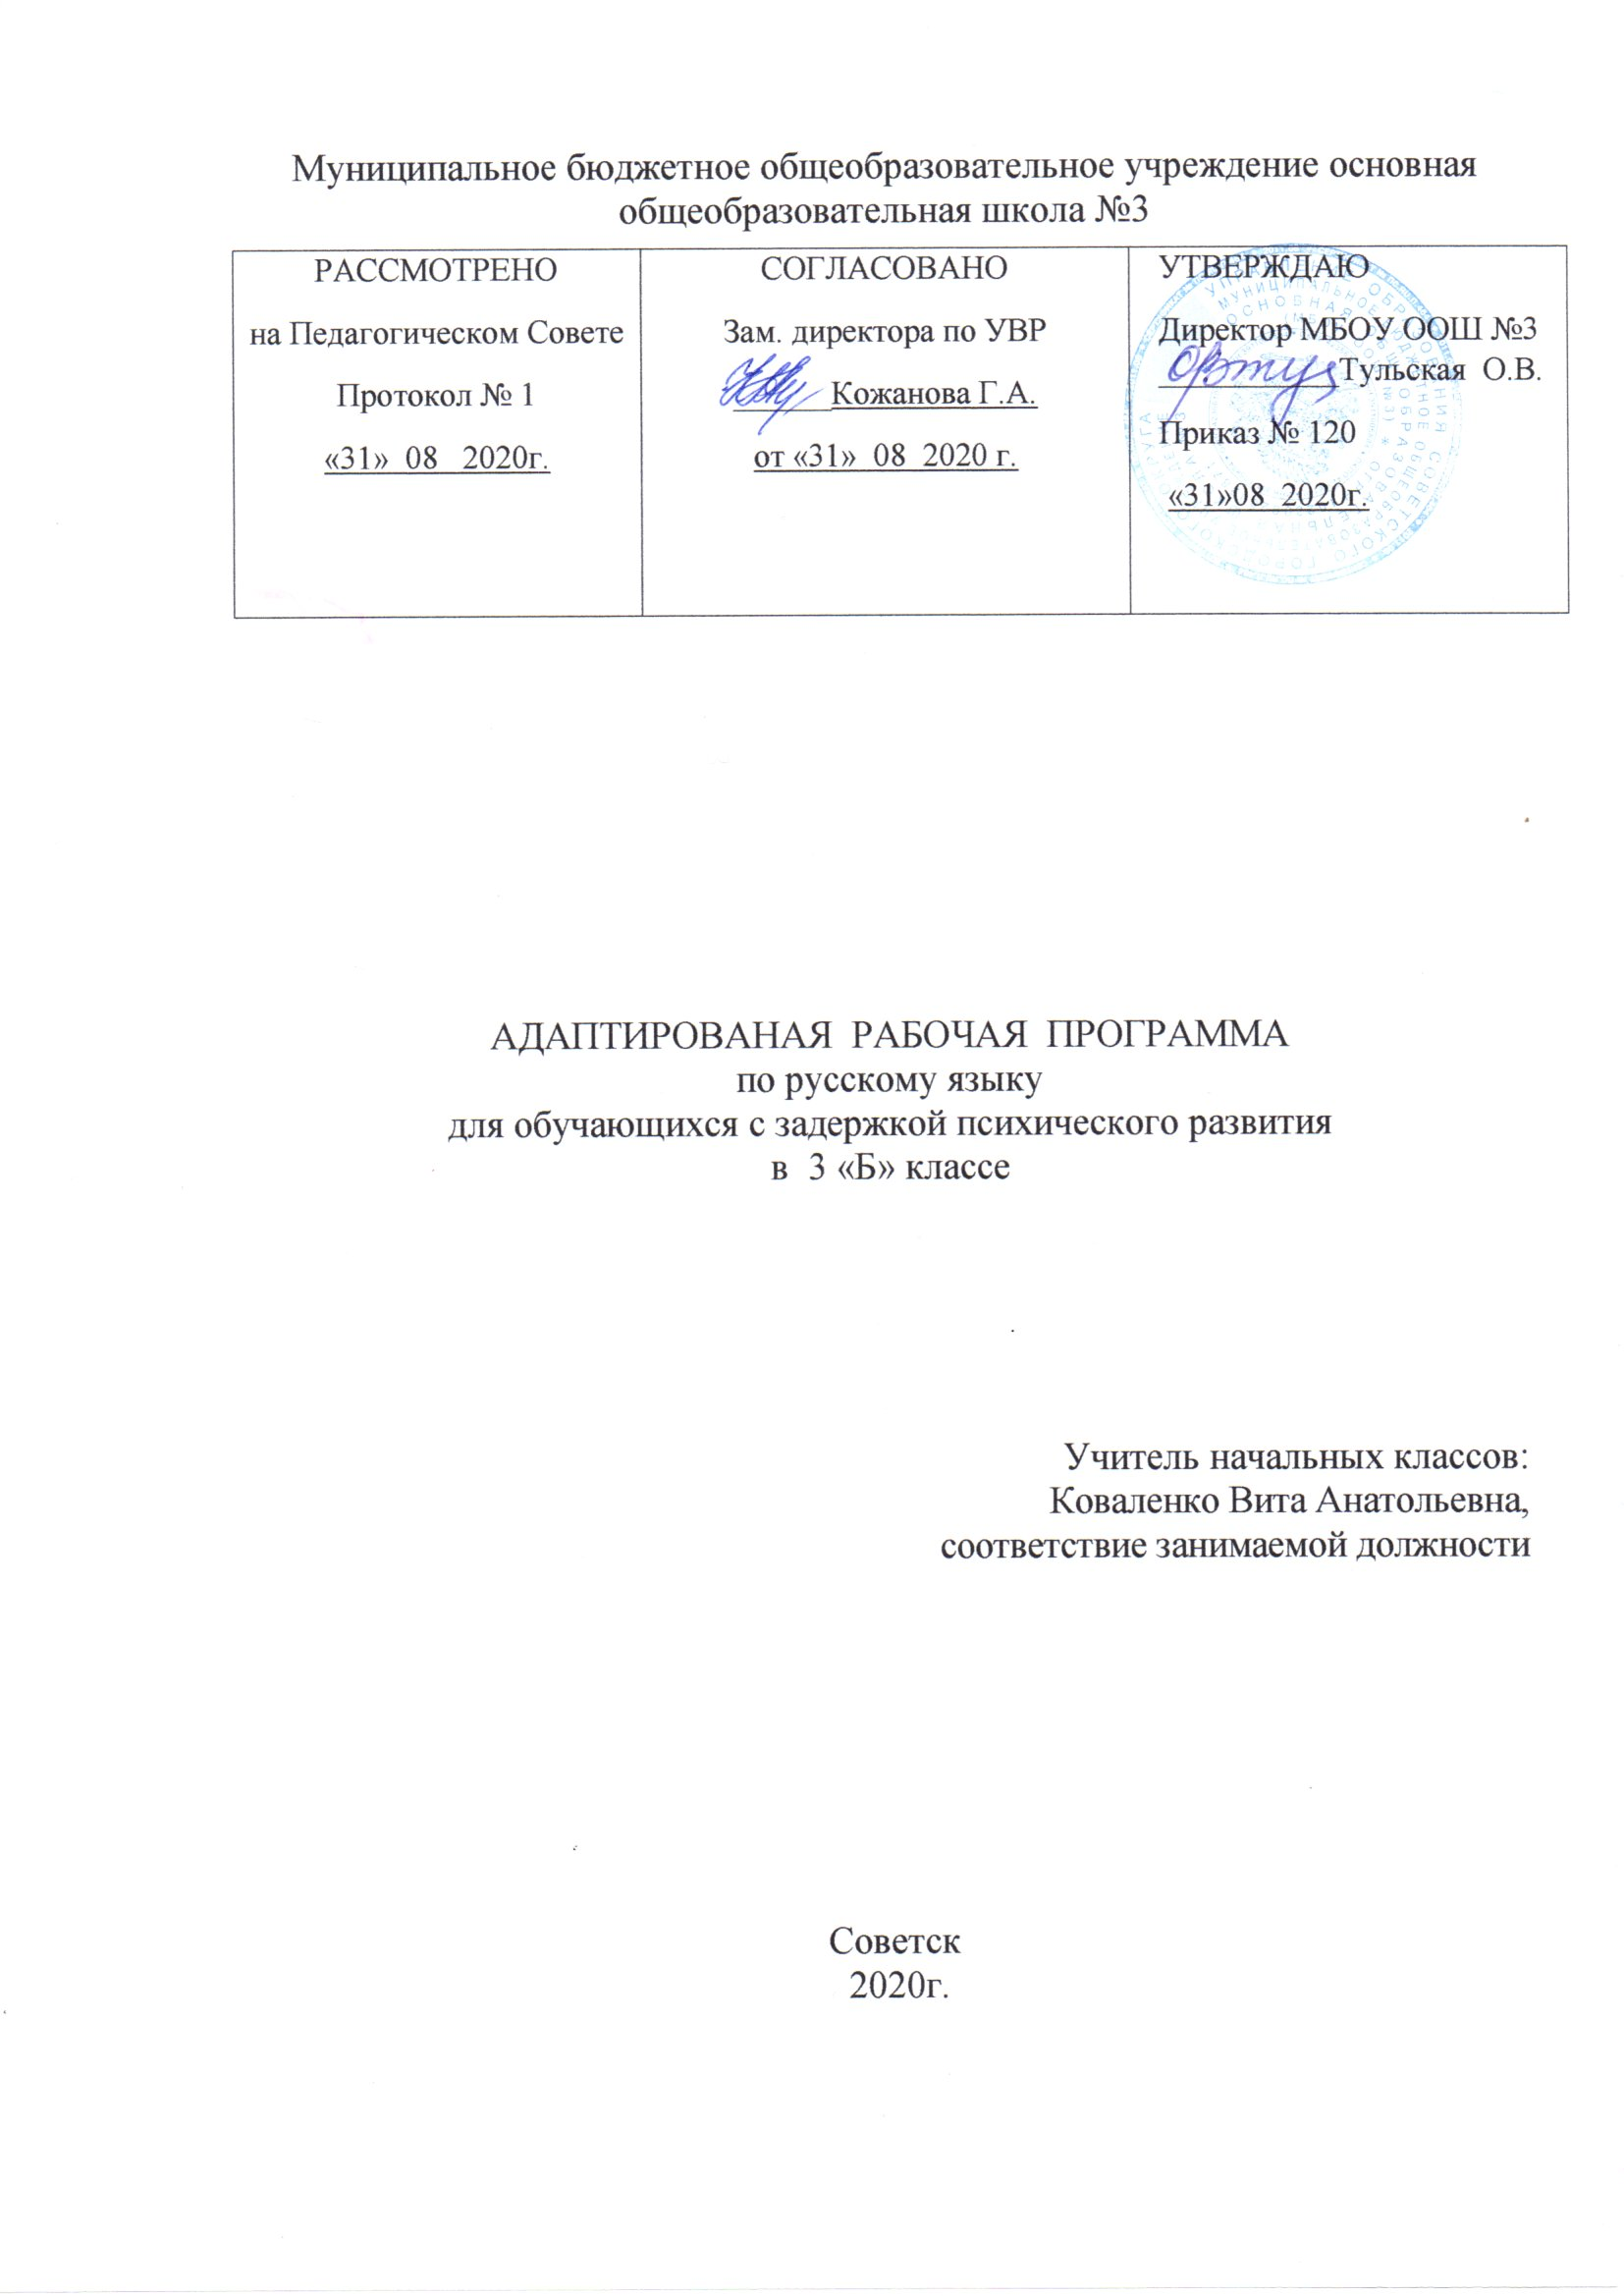 Муниципальное бюджетное общеобразовательное учреждение основная
общеобразовательная школа №3
РАССМОТРЕНО
на Педагогическом Совете
Протокол № 1
«31» 08 2020г.
СОГЛАСОВАНО
Зам. директора по УВР
Кожанова Г.А.
от «31» 08 2020 г.
УТВЕРЖДАЮ
Директор МБОУ ООШ №3
Тульская О.В.
Приказ № 120
«31»08 2020г.
АДАПТИРОВАНАЯ РАБОЧАЯ ПРОГРАММА
по русскому языку
для обучающихся с задержкой психического развития
в 3 «Б» классе
Учитель начальных классов:
Коваленко Вита Анатольевна,
соответствие занимаемой должности
Советск
2020г.